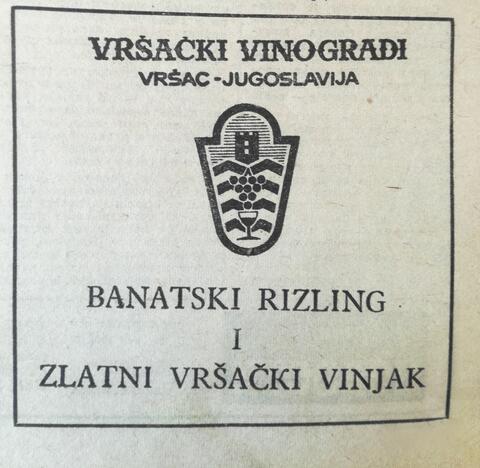 VRŠAČKI VINOGRADI
VRŠAC-JUGOSLAVIJA
BANATSKI RIZLING
I
ZLATNI VRŠAČKI VINJAK